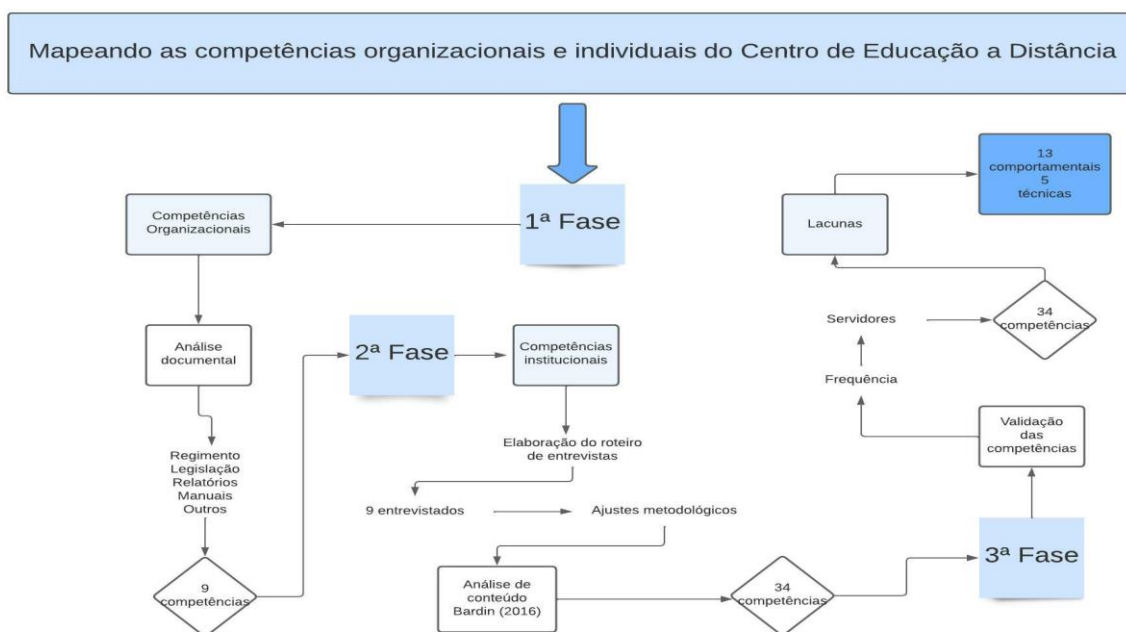 Mapeando as competências organizacionais e individuais do Centro de Educação a Distância
1ª Fase
Competências
Organizacionais
Análise
documental
Regimento
Legislação
Relatórios
Manuais
Outros
9
competências
2ª Fase
Competências
institucionais
Elaboração do roteiro
de entrevistas
9 entrevistados
Ajustes metodológicos
Análise de
conteúdo
Bardin (2016)
34
competências
3ª Fase
Validação
das
competências
Frequência
Servidores
34
competências
Lacunas
13
comportamentais
5
técnicas